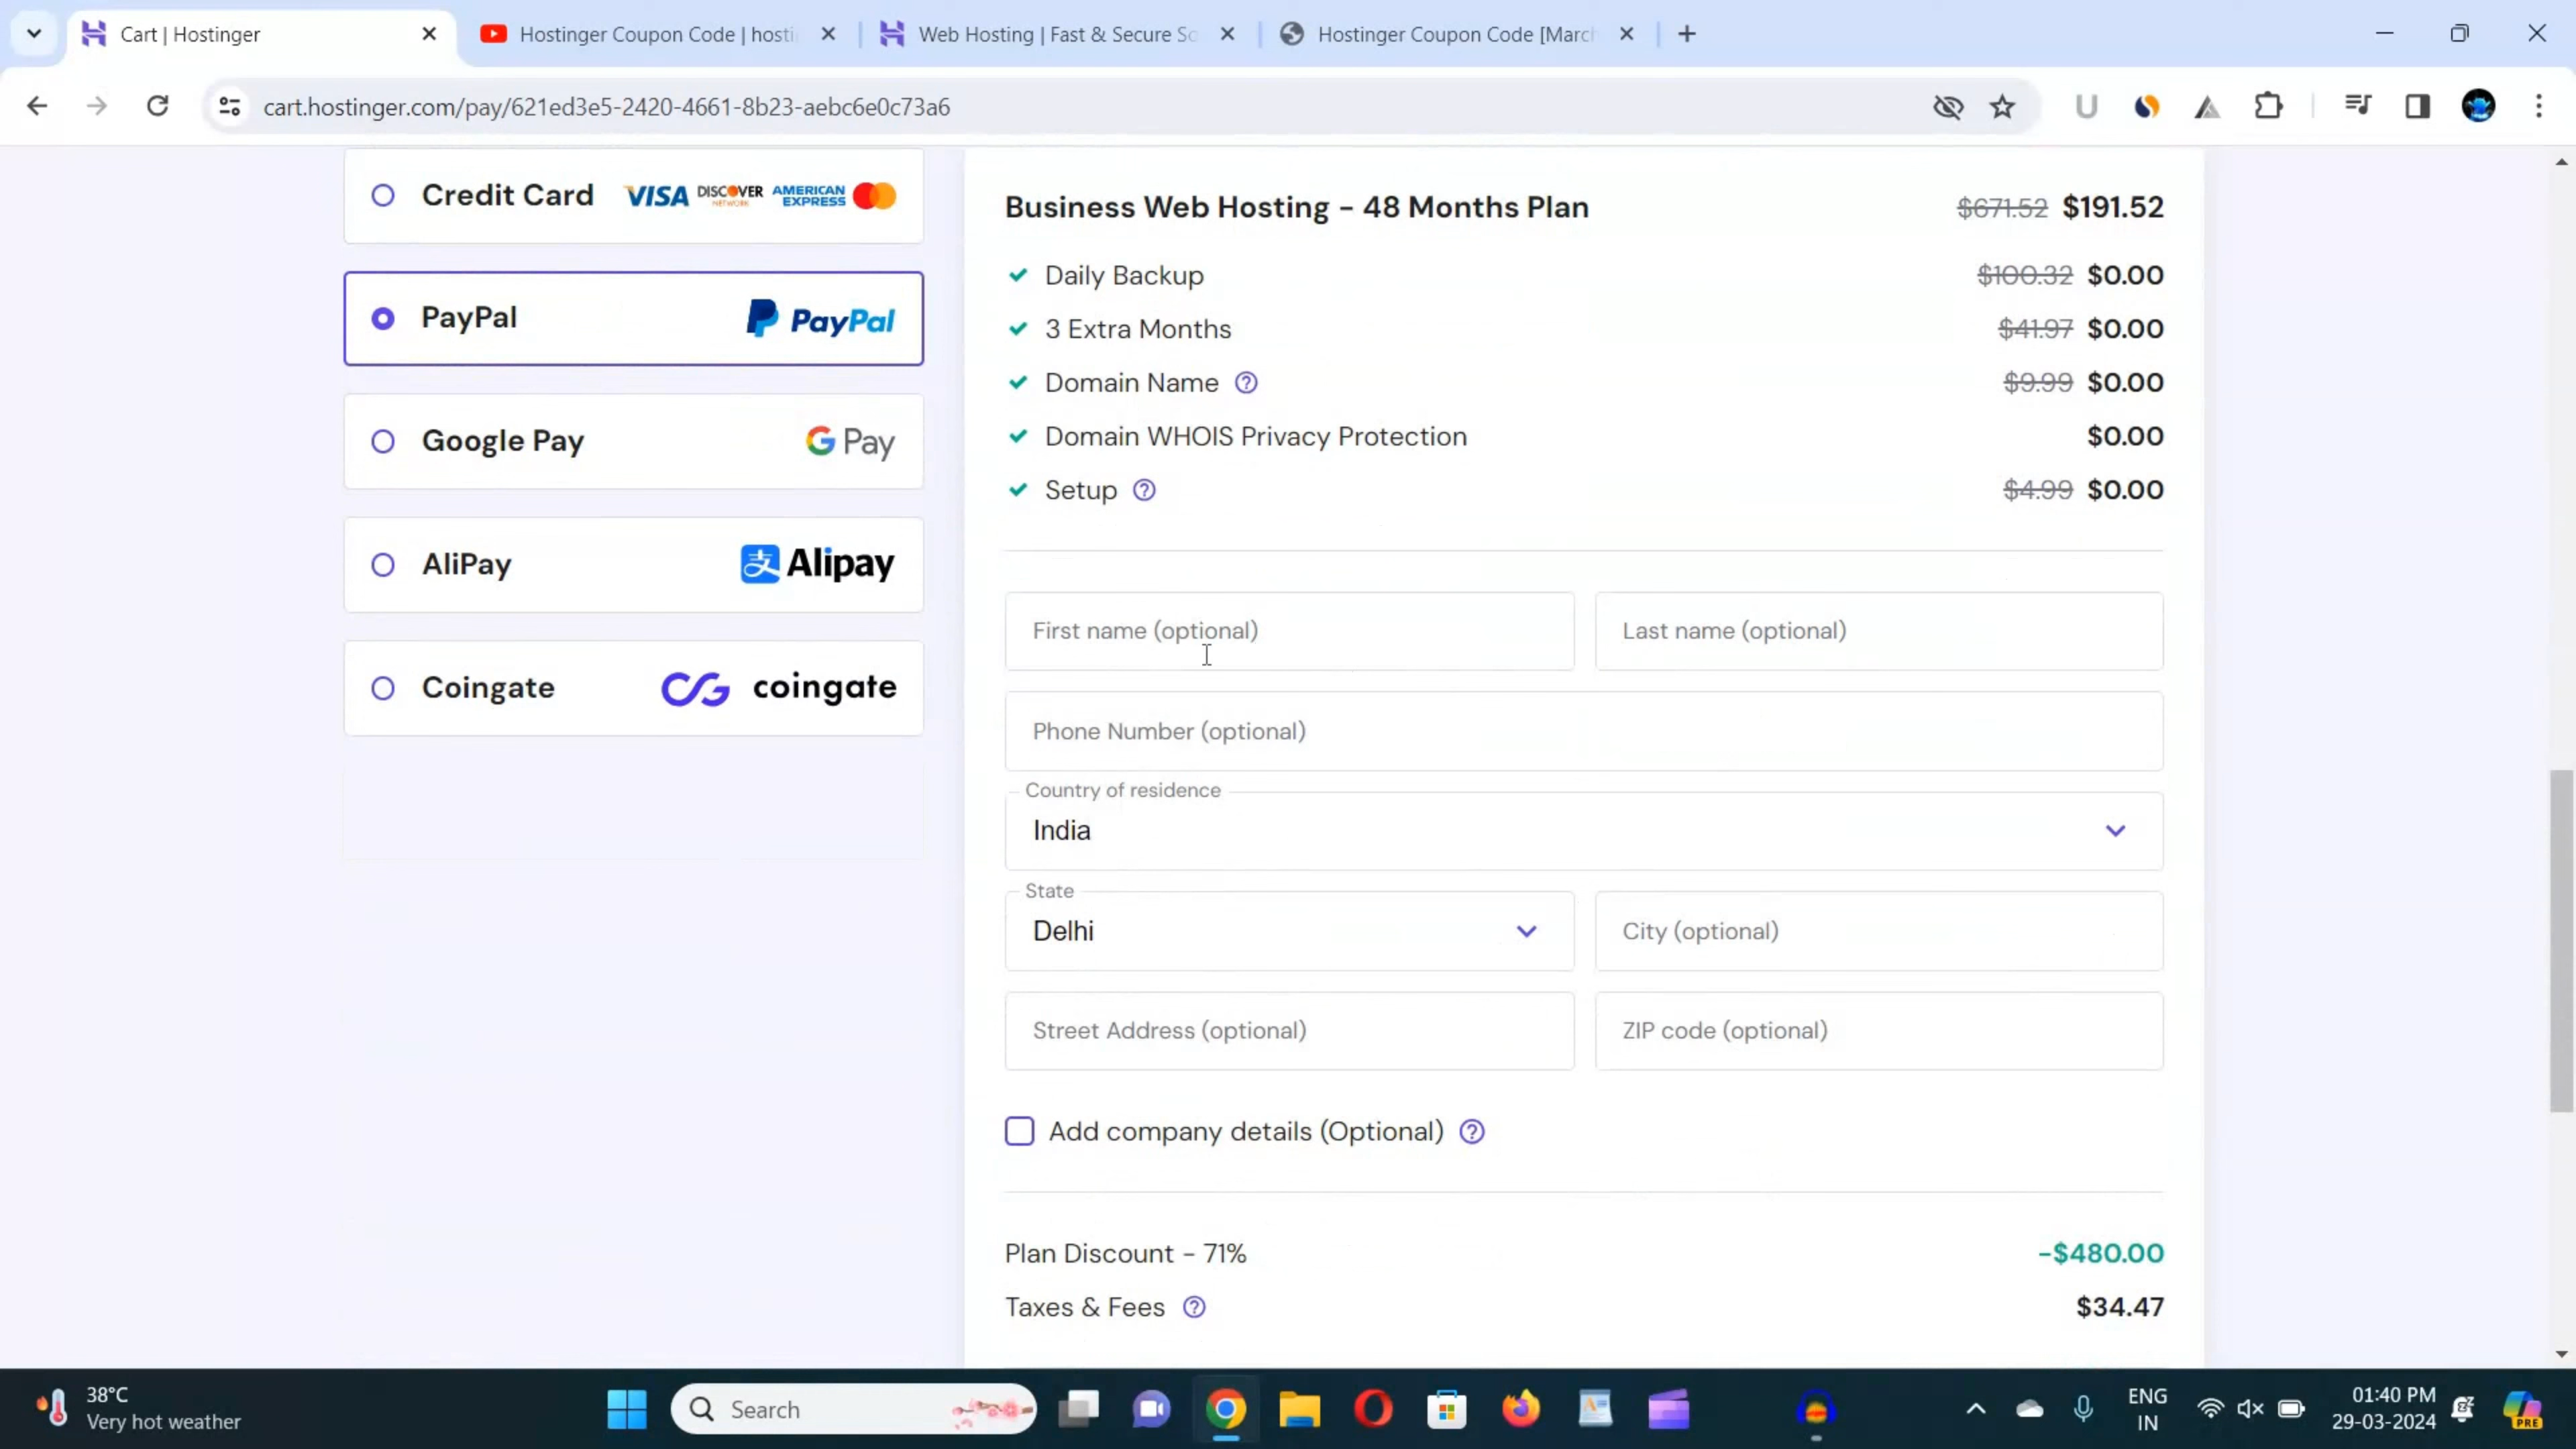 Cart | Hostinger
Hostinger Coupon Code | hosti
Web Hosting | Fast & Secure So
Hostinger Coupon Code [March
cart.hostinger.com/pay/621ed3e5-2420-4661-8b23-aebc6e0c73a6
Credit Card VISA DISCOVER NETWORK AMERICAN EXPRESS
PayPal PayPal
Google Pay G Pay
AliPay 支 Alipay
Coingate coingate
Business Web Hosting - 48 Months Plan $671.52 $191.52
Daily Backup $100.32 $0.00
3 Extra Months $41.97 $0.00
Domain Name $9.99 $0.00
Domain WHOIS Privacy Protection $0.00
Setup $4.99 $0.00
First name (optional) Last name (optional)
Phone Number (optional)
Country of residence
India
State
Delhi City (optional)
Street Address (optional) ZIP code (optional)
Add company details (Optional)
Plan Discount - 71% -$480.00
Taxes & Fees $34.47
38°C
Very hot weather
Search
ENG
IN
01:40 PM
29-03-2024
PRE